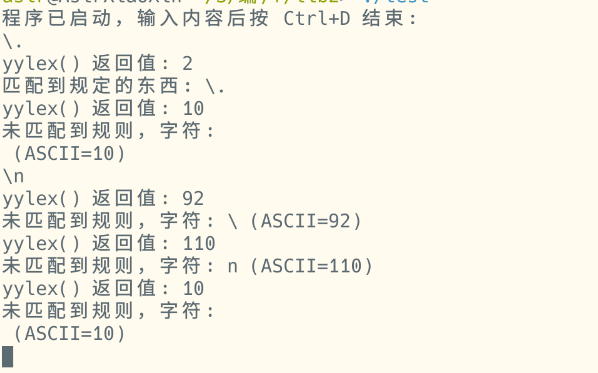 程序已启动，输入内容后按 Ctrl+D 结束：
\.
yylex() 返回值: 2
匹配到规定的东西: \.
yylex() 返回值: 10
未匹配到规则，字符:
 (ASCII=10)
\n
yylex() 返回值: 92
未匹配到规则，字符: \ (ASCII=92)
yylex() 返回值: 110
未匹配到规则，字符: n (ASCII=110)
yylex() 返回值: 10
未匹配到规则，字符:
 (ASCII=10)